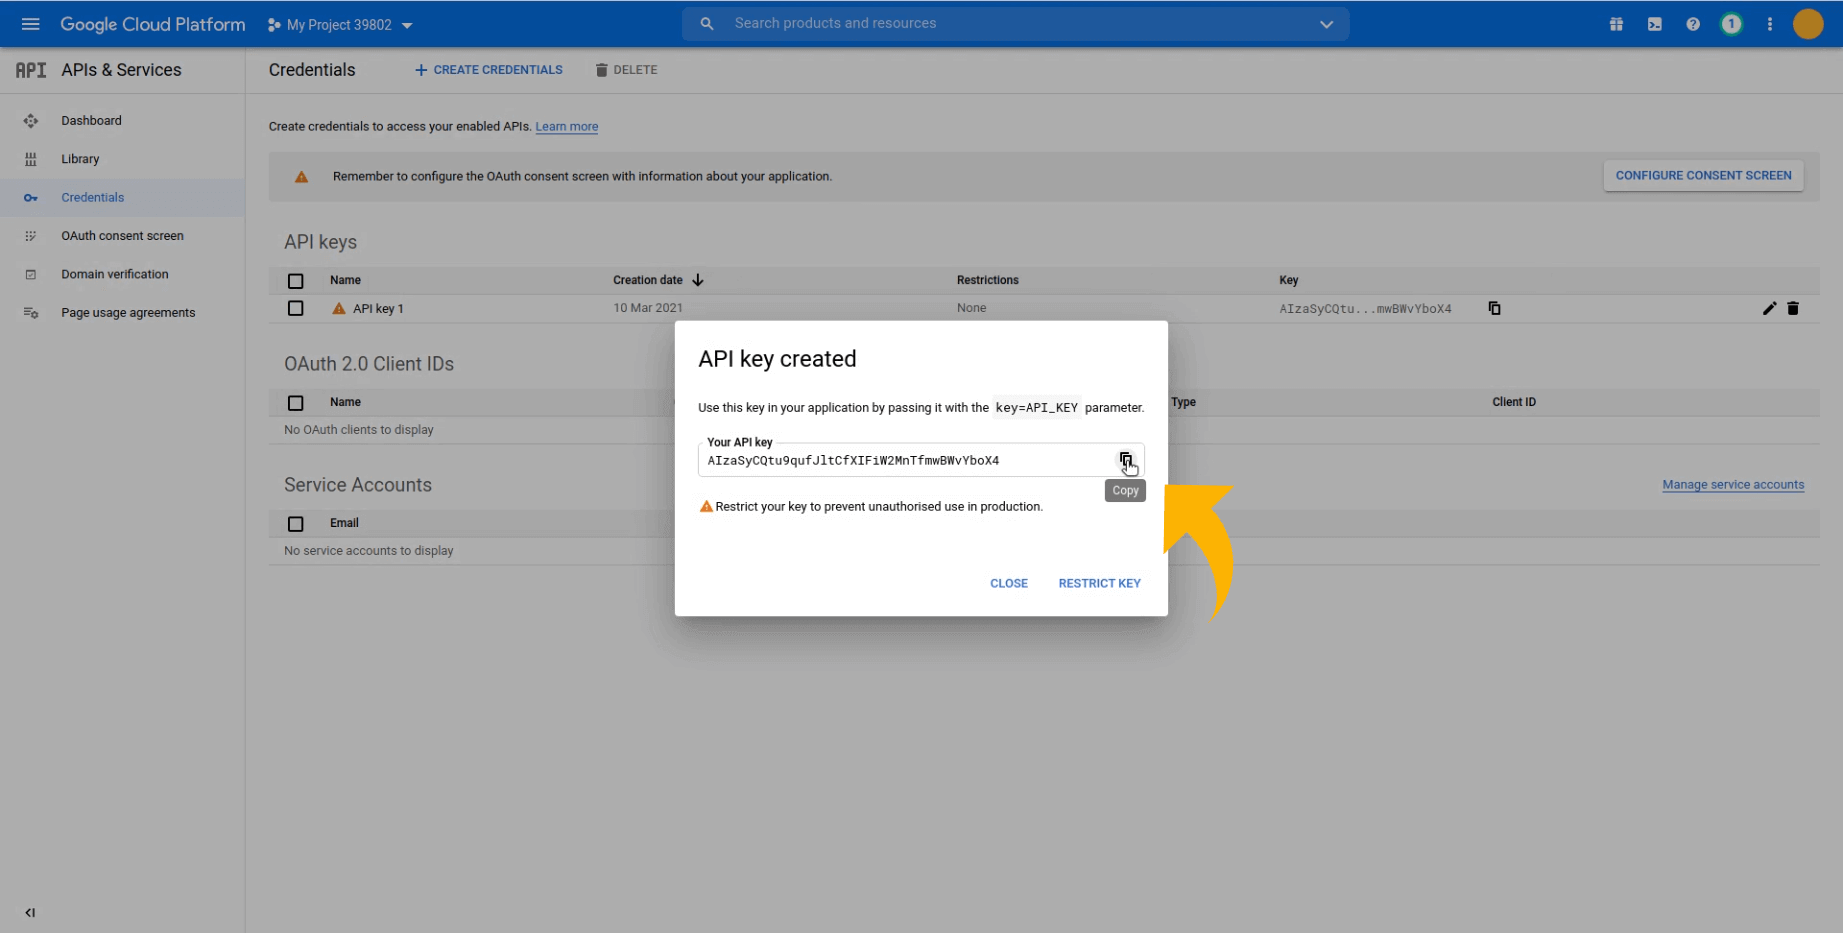 Google Cloud Platform My Project 39802 Search products and resources 1
API APIs & Services Credentials CREATE CREDENTIALS DELETE
Dashboard
Library
Credentials
OAuth consent screen
Domain verification
Page usage agreements
Create credentials to access your enabled APIs. Learn more
Remember to configure the OAuth consent screen with information about your application. CONFIGURE CONSENT SCREEN
API keys
Name Creation date Restrictions Key
API key 1 10 Mar 2021 None AIzaSyCQtu...mwBWvYboX4
OAuth 2.0 Client IDs
Name Type Client ID
No OAuth clients to display
Service Accounts Manage service accounts
Email
No service accounts to display
API key created
Use this key in your application by passing it with the key=API_KEY parameter.
Your API key
AIzaSyCQtu9qufJltCfXIFiW2MnTfmwBWvYboX4
Copy
Restrict your key to prevent unauthorised use in production.
CLOSE RESTRICT KEY